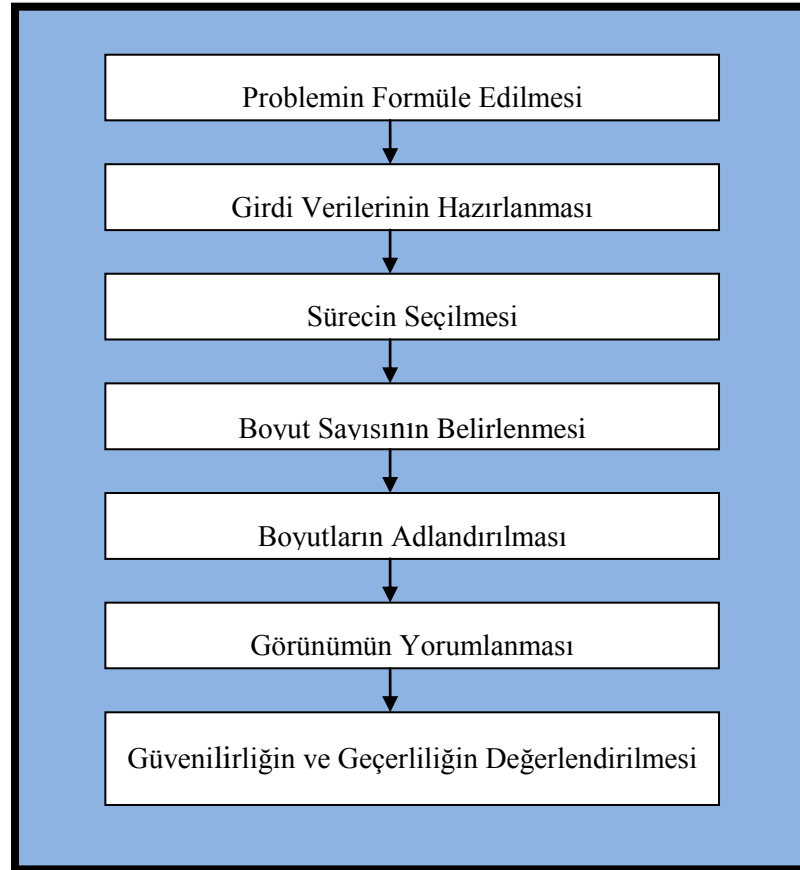 Problemin Formüle Edilmesi
Girdi Verilerinin Hazırlanması
Sürecin Seçilmesi
Boyut Sayısının Belirlenmesi
Boyutların Adlandırılması
Görünümün Yorumlanması
Güvenilirliğin ve Geçerliliğin Değerlendirilmesi